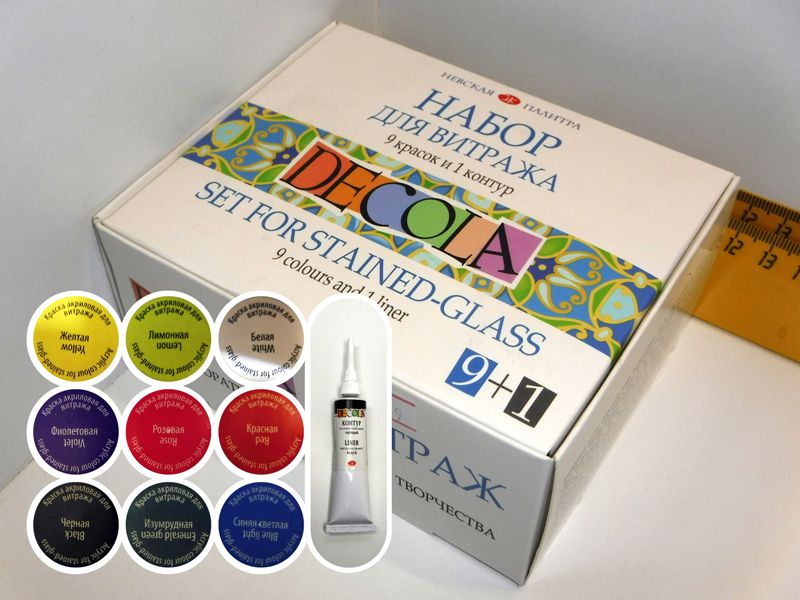 НЕВСКАЯ ПАЛИТРА
НАБОР
ДЛЯ ВИТРАЖА
9 красок и 1 контур
DECOLA
SET FOR STAINED-GLASS
9 colours and 1 liner
9+1
ТВОРЧЕСТВА
12 13
12 13
Краска акриловая для витража
Желтая
Yellow
Acrylic colour for stained-glass
Краска акриловая для витража
Лимонная
Lemon
Acrylic colour for stained-glass
Краска акриловая для витража
Белая
White
Acrylic colour for stained-glass
Краска акриловая для витража
Фиолетовая
Violet
Acrylic colour for stained-glass
Краска акриловая для витража
Розовая
Rose
Acrylic colour for stained-glass
Краска акриловая для витража
Красная
Red
Acrylic colour for stained-glass
Краска акриловая для витража
Черная
Black
Acrylic colour for stained-glass
Краска акриловая для витража
Изумрудная
Emerald green
Acrylic colour for stained-glass
Краска акриловая для витража
Синяя светлая
Blue light
Acrylic colour for stained-glass
DECOLA
КОНТУР
ЧЕРНЫЙ
LINER
BLACK